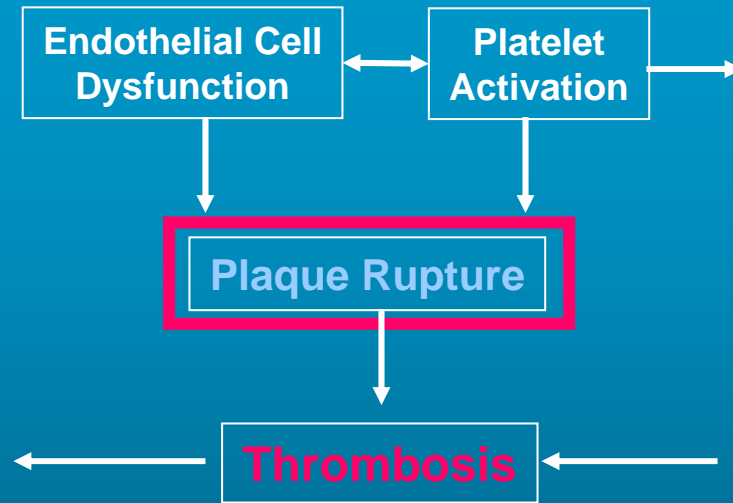 Endothelial Cell
Dysfunction
Platelet
Activation
Plaque Rupture
Thrombosis